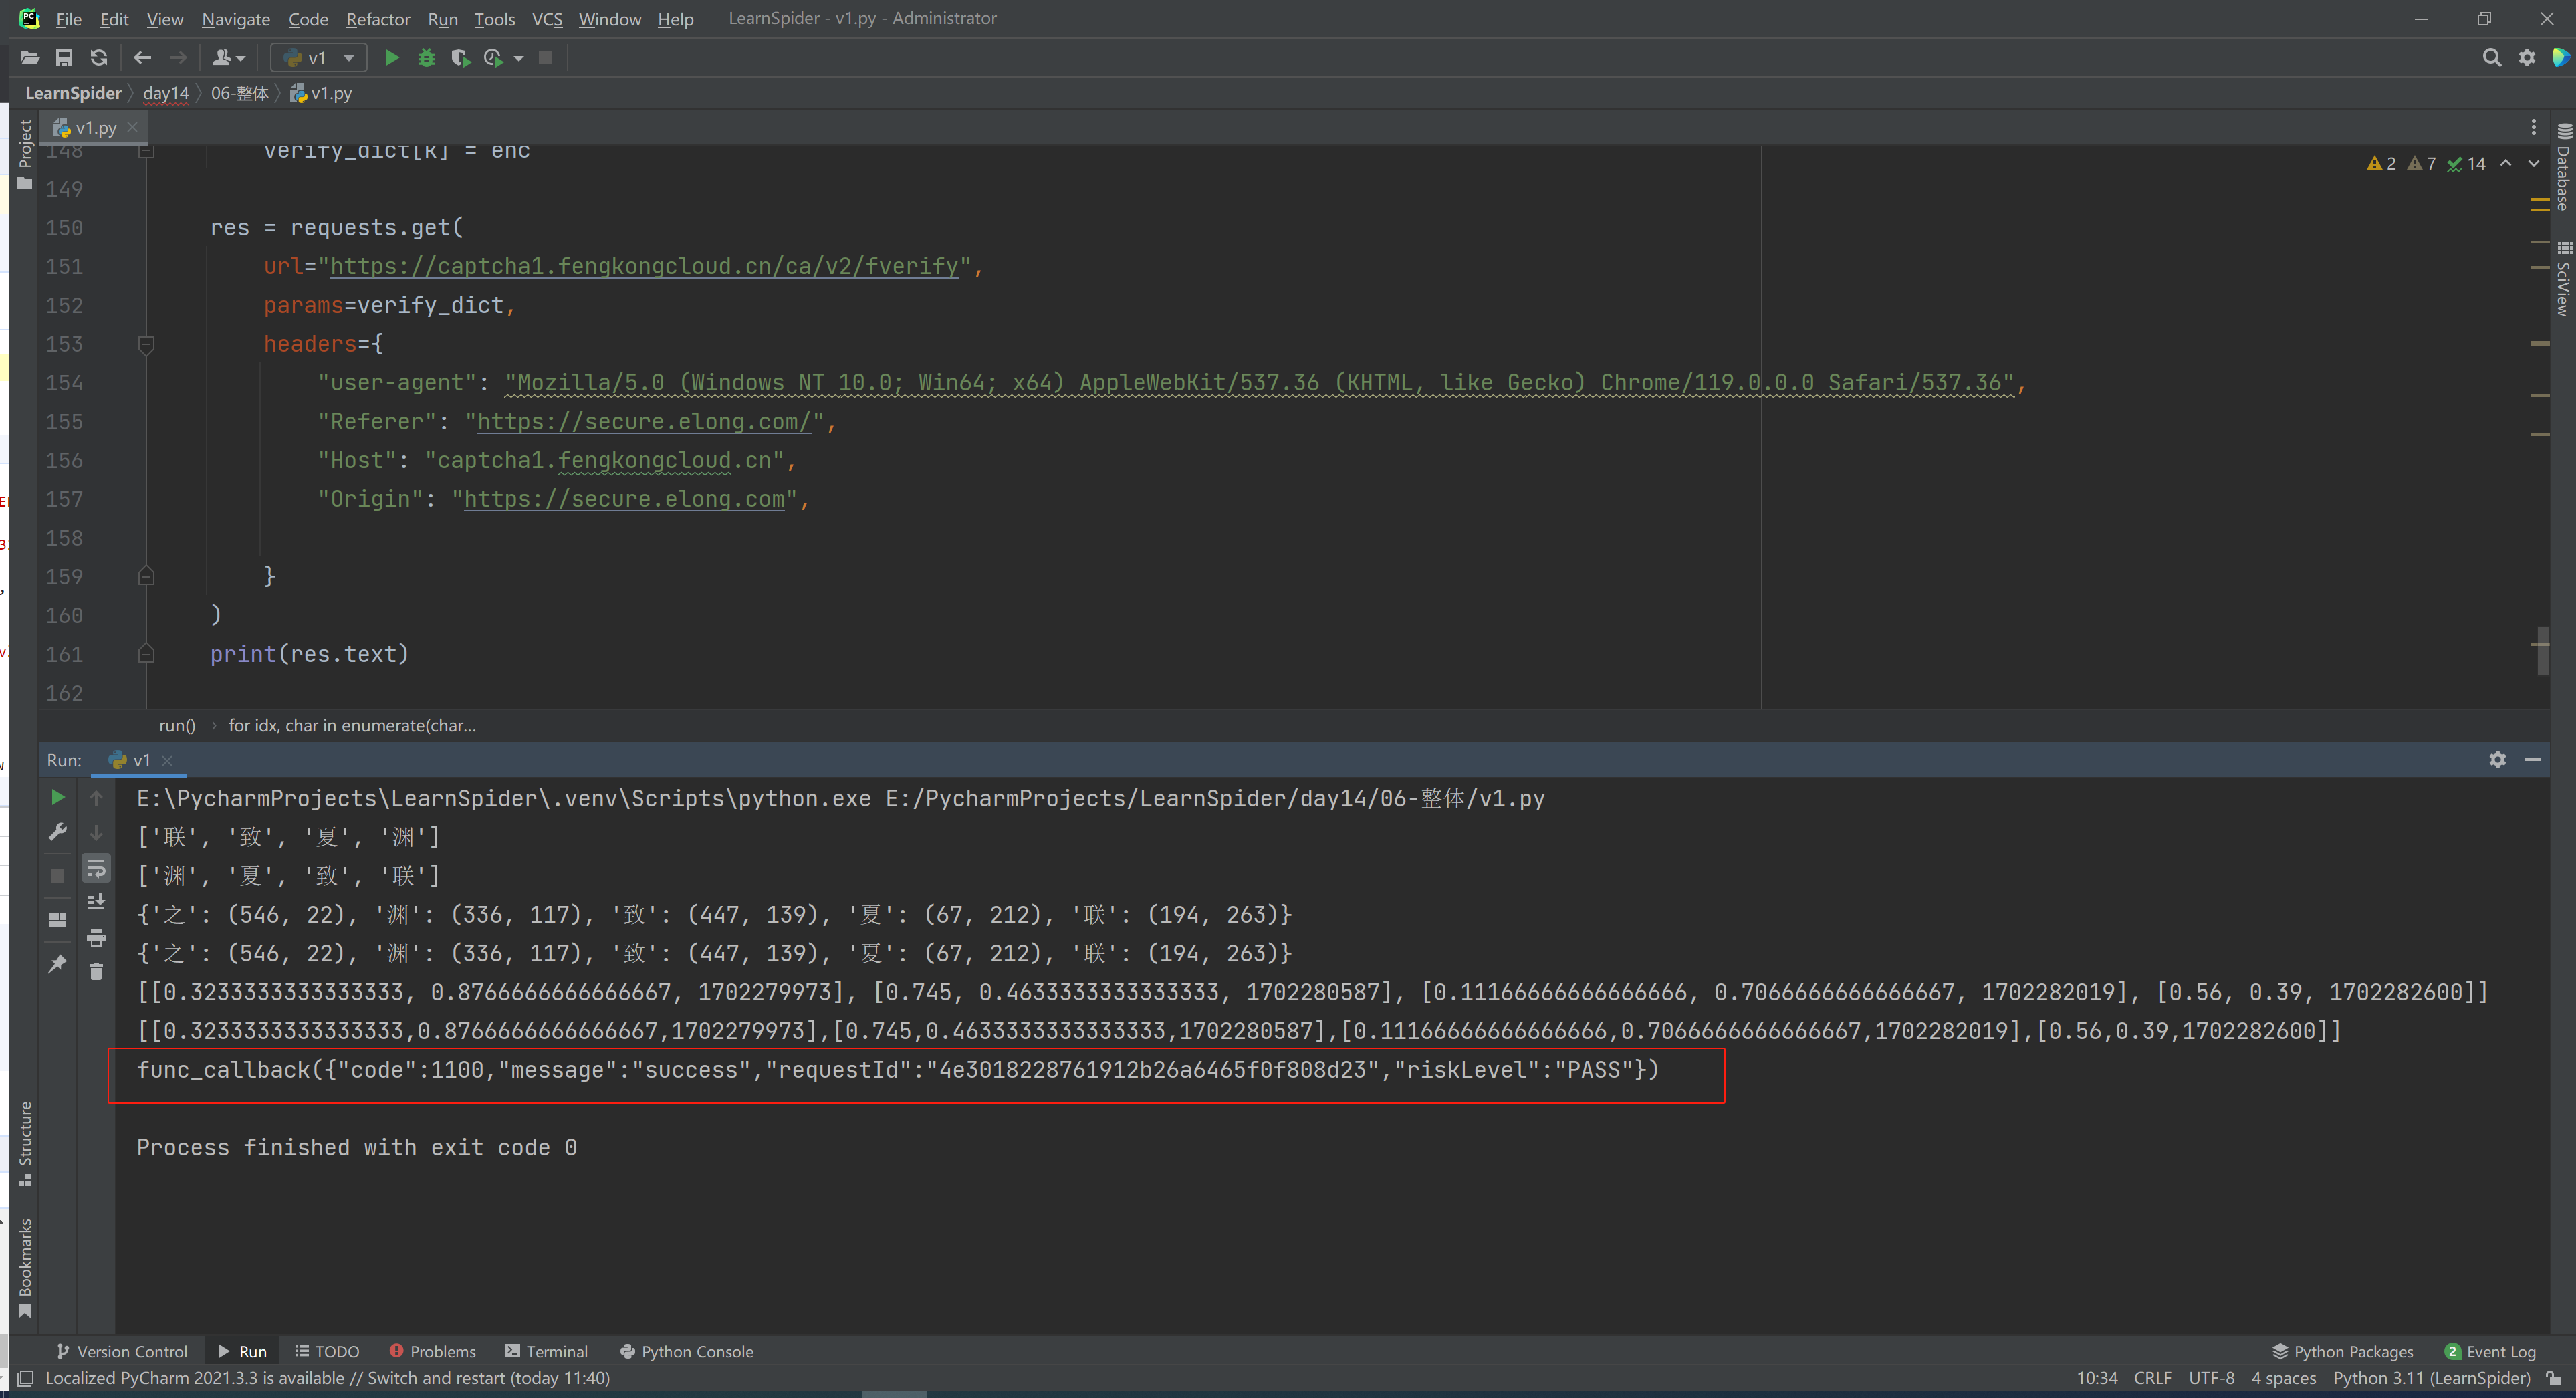 File Edit View Navigate Code Refactor Run Tools VCS Window Help LearnSpider - v1.py - Administrator
v1
LearnSpider day14 06-整体 v1.py
Project
v1.py
2 7 14
148 verify_dict[k] = enc
149
150 res = requests.get(
151 url="https://captcha1.fengkongcloud.cn/ca/v2/fverify",
152 params=verify_dict,
153 headers={
154 "user-agent": "Mozilla/5.0 (Windows NT 10.0; Win64; x64) AppleWebKit/537.36 (KHTML, like Gecko) Chrome/119.0.0.0 Safari/537.36",
155 "Referer": "https://secure.elong.com/",
156 "Host": "captcha1.fengkongcloud.cn",
157 "Origin": "https://secure.elong.com",
158
159 }
160 )
161 print(res.text)
162
Database
SciView
run() for idx, char in enumerate(char...
Run: v1
E:\PycharmProjects\LearnSpider\.venv\Scripts\python.exe E:/PycharmProjects/LearnSpider/day14/06-整体/v1.py
['联', '致', '夏', '渊']
['渊', '夏', '致', '联']
{'之': (546, 22), '渊': (336, 117), '致': (447, 139), '夏': (67, 212), '联': (194, 263)}
{'之': (546, 22), '渊': (336, 117), '致': (447, 139), '夏': (67, 212), '联': (194, 263)}
[[0.3233333333333333, 0.8766666666666667, 1702279973], [0.745, 0.4633333333333333, 1702280587], [0.11166666666666666, 0.7066666666666667, 1702282019], [0.56, 0.39, 1702282600]]
[[0.3233333333333333,0.8766666666666667,1702279973],[0.745,0.4633333333333333,1702280587],[0.11166666666666666,0.7066666666666667,1702282019],[0.56,0.39,1702282600]]
func_callback({"code":1100,"message":"success","requestId":"4e3018228761912b26a6465f0f808d23","riskLevel":"PASS"})
Process finished with exit code 0
Structure
Bookmarks
Version Control Run TODO Problems Terminal Python Console Python Packages 2 Event Log
Localized PyCharm 2021.3.3 is available // Switch and restart (today 11:40) 10:34 CRLF UTF-8 4 spaces Python 3.11 (LearnSpider)